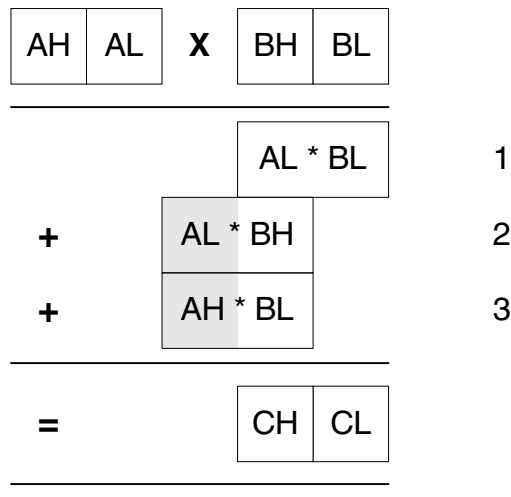 AH AL X BH BL
AL * BL 1
+ AL * BH 2
+ AH * BL 3
= CH CL